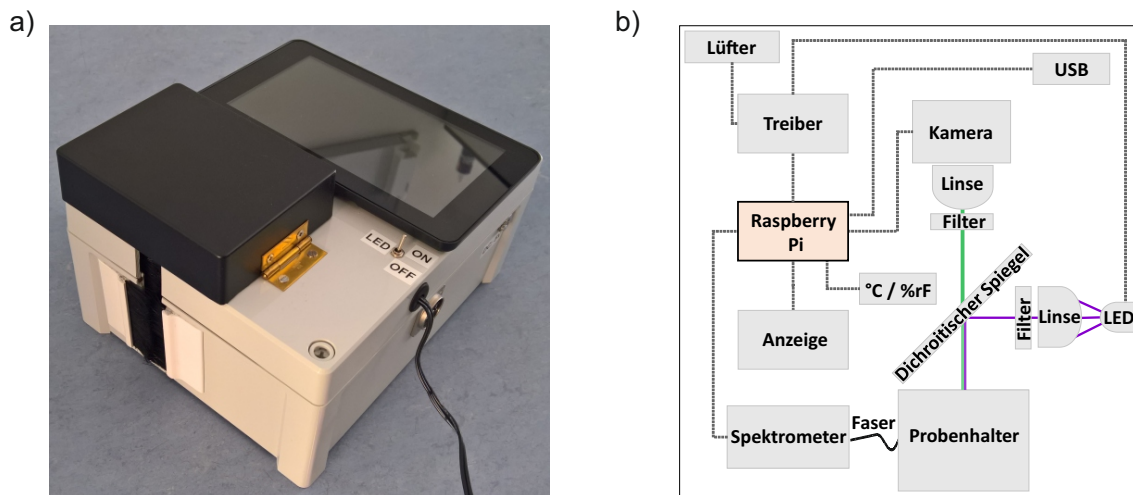 a)
LED
ON
OFF
b)
Lüfter
USB
Treiber
Kamera
Linse
Filter
Raspberry
Pi
°C / %rF
Anzeige
Dichroitischer Spiegel
Filter
Linse
LED
Spektrometer
Faser
Probenhalter